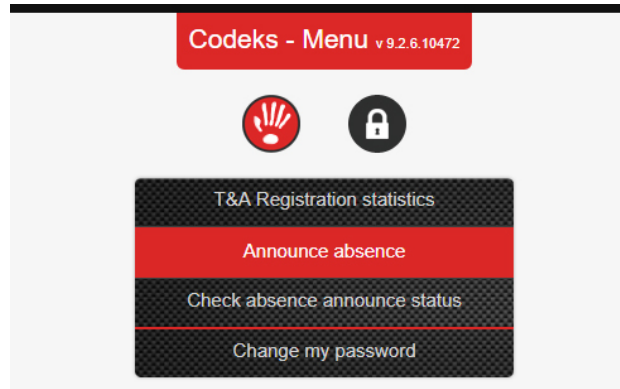 Codeks - Menu v 9.2.6.10472
T&A Registration statistics
Announce absence
Check absence announce status
Change my password